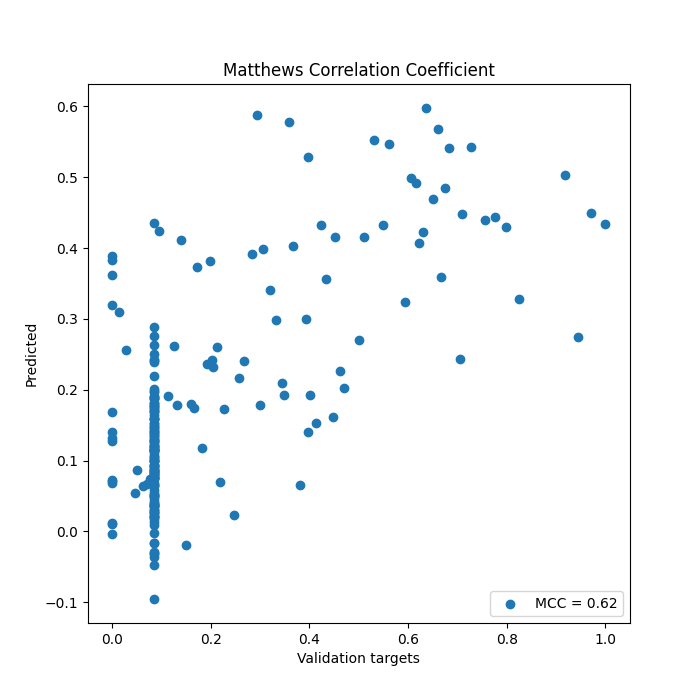 Matthews Correlation Coefficient
0.6
0.5
0.4
0.3
0.2
0.1
0.0
−0.1
Predicted
MCC = 0.62
0.0 0.2 0.4 0.6 0.8 1.0
Validation targets